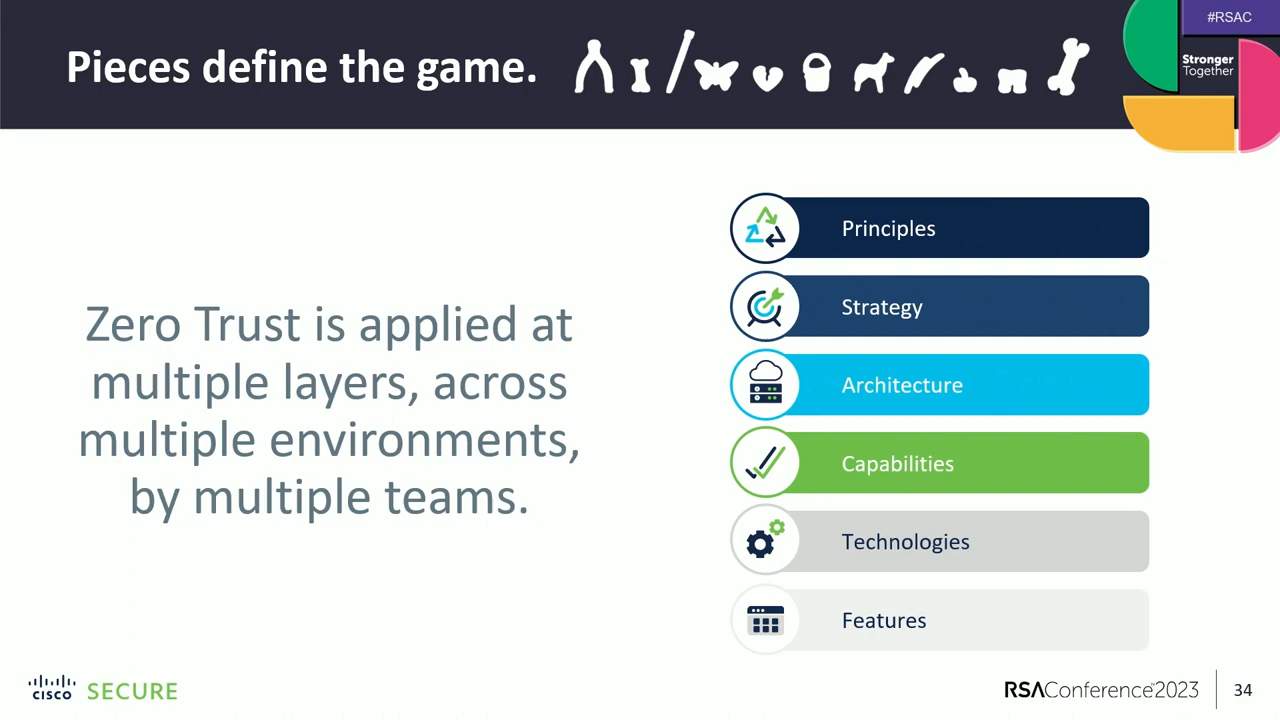 Pieces define the game.
#RSAC
Stronger
Together
Zero Trust is applied at
multiple layers, across
multiple environments,
by multiple teams.
Principles
Strategy
Architecture
Capabilities
Technologies
Features
CISCO SECURE
RSAConference™2023
34